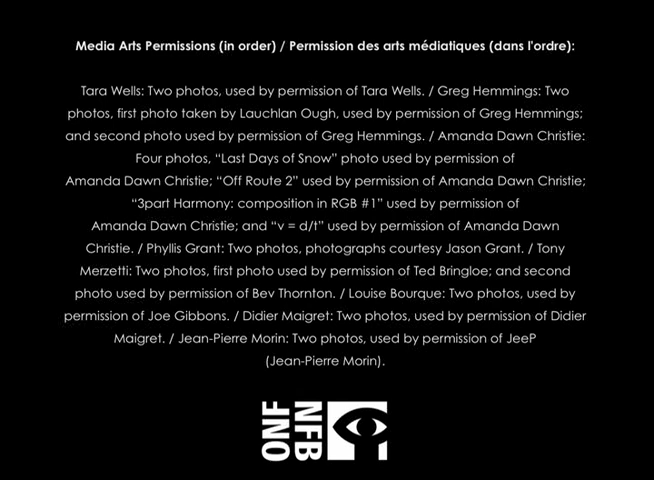 Media Arts Permissions (in order) / Permission des arts médiatiques (dans l'ordre):
Tara Wells: Two photos, used by permission of Tara Wells. / Greg Hemmings: Two
photos, first photo taken by Lauchlan Ough, used by permission of Greg Hemmings;
and second photo used by permission of Greg Hemmings. / Amanda Dawn Christie:
Four photos, “Last Days of Snow” photo used by permission of
Amanda Dawn Christie; “Off Route 2” used by permission of Amanda Dawn Christie;
“3part Harmony: composition in RGB #1” used by permission of
Amanda Dawn Christie; and “v = d/t” used by permission of Amanda Dawn
Christie. / Phyllis Grant: Two photos, photographs courtesy Jason Grant. / Tony
Merzetti: Two photos, first photo used by permission of Ted Bringloe; and second
photo used by permission of Bev Thornton. / Louise Bourque: Two photos, used by
permission of Joe Gibbons. / Didier Maigret: Two photos, used by permission of Didier
Maigret. / Jean-Pierre Morin: Two photos, used by permission of JeeP
(Jean-Pierre Morin).
ONF
NFB